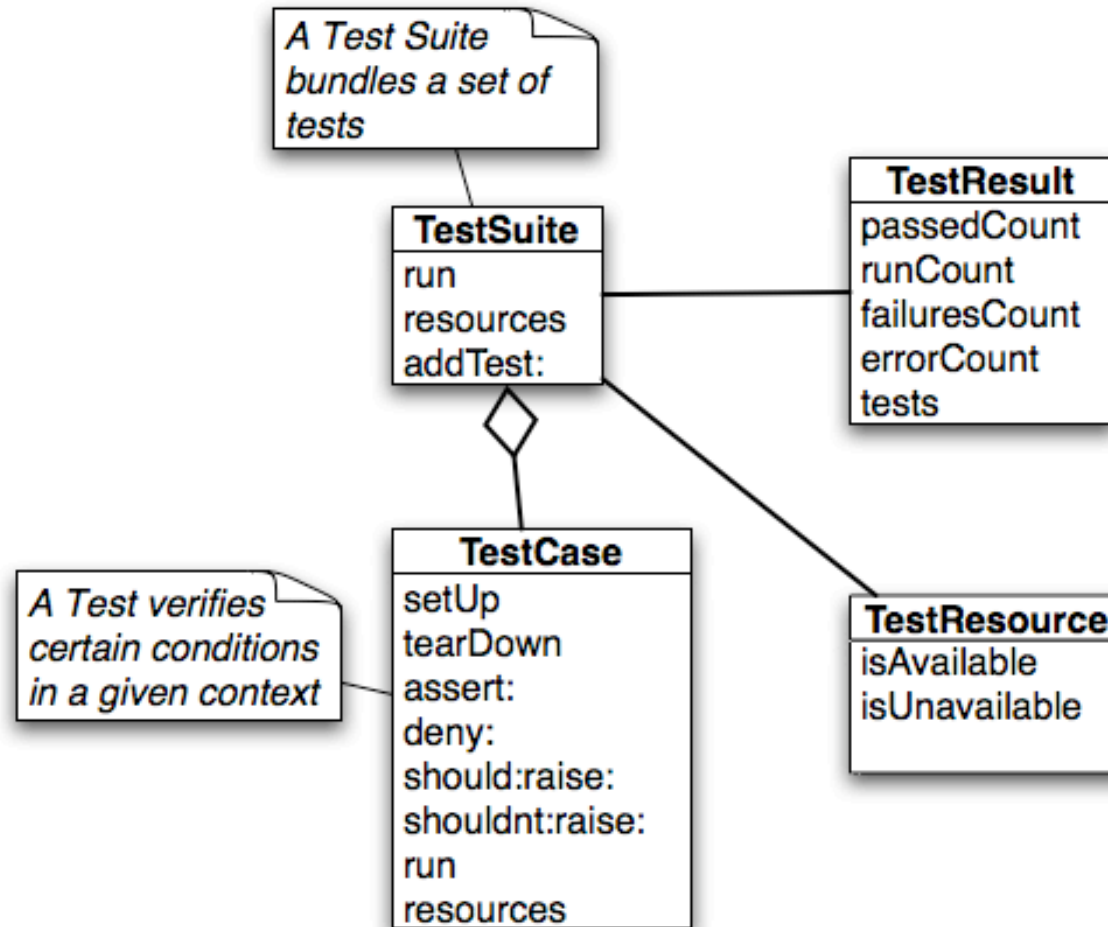 A Test Suite
bundles a set of
tests
TestSuite
run
resources
addTest:
TestResult
passedCount
runCount
failuresCount
errorCount
tests
A Test verifies
certain conditions
in a given context
TestCase
setUp
tearDown
assert:
deny:
should:raise:
shouldnt:raise:
run
resources
TestResource
isAvailable
isUnavailable